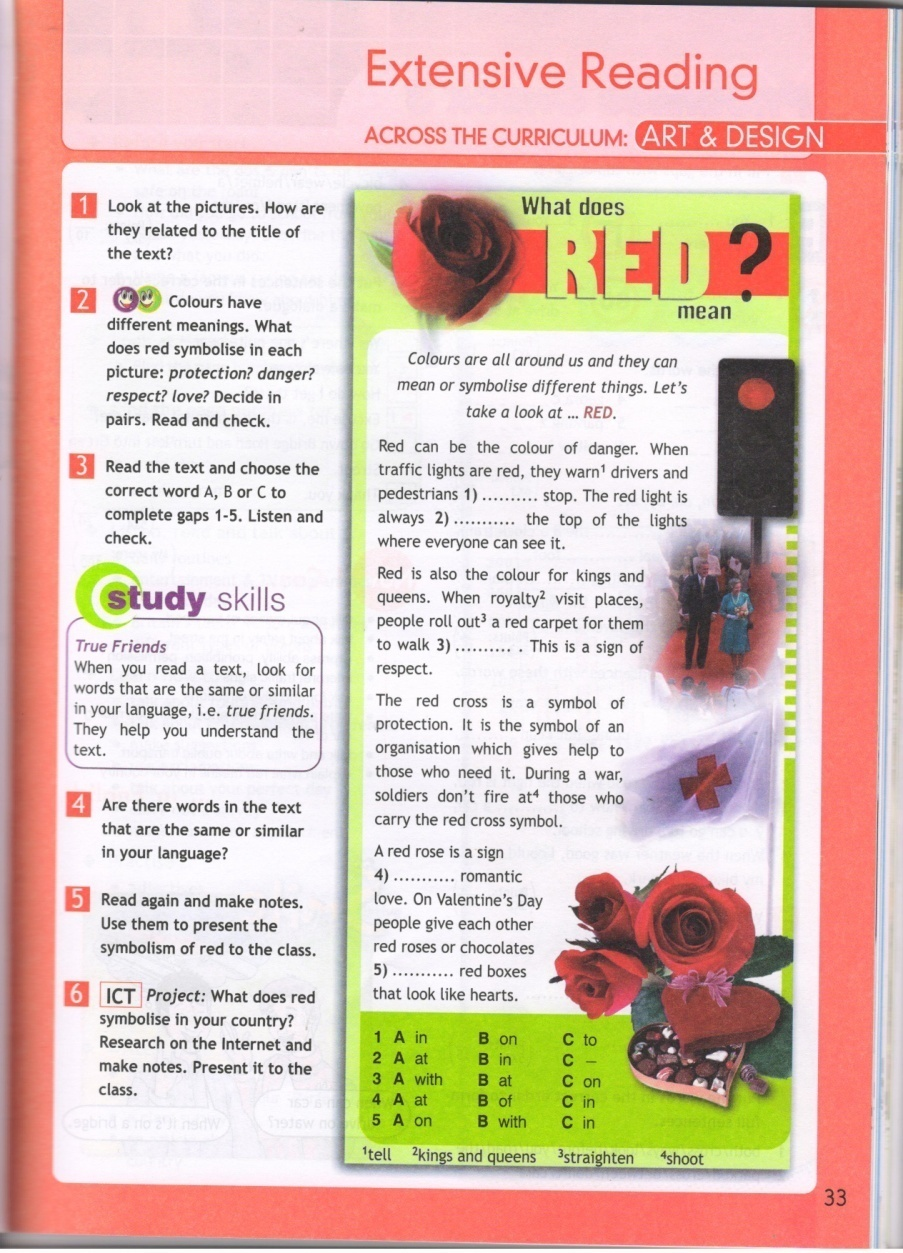 Extensive Reading
ACROSS THE CURRICULUM: ART & DESIGN
1 Look at the pictures. How are
they related to the title of
the text?
2 Colours have
different meanings. What
does red symbolise in each
picture: protection? danger?
respect? love? Decide in
pairs. Read and check.
3 Read the text and choose the
correct word A, B or C to
complete gaps 1-5. Listen and
check.
study skills
True Friends
When you read a text, look for
words that are the same or similar
in your language, i.e. true friends.
They help you understand the
text.
4 Are there words in the text
that are the same or similar
in your language?
5 Read again and make notes.
Use them to present the
symbolism of red to the class.
6 ICT Project: What does red
symbolise in your country?
Research on the Internet and
make notes. Present it to the
class.
What does
RED?
mean
Colours are all around us and they can
mean or symbolise different things. Let's
take a look at ... RED.
Red can be the colour of danger. When
traffic lights are red, they warn¹ drivers and
pedestrians 1) .......... stop. The red light is
always 2) ........... the top of the lights
where everyone can see it.
Red is also the colour for kings and
queens. When royalty² visit places,
people roll out³ a red carpet for them
to walk 3) .......... . This is a sign of
respect.
The red cross is a symbol of
protection. It is the symbol of an
organisation which gives help to
those who need it. During a war,
soldiers don't fire at⁴ those who
carry the red cross symbol.
A red rose is a sign
4) ........... romantic
love. On Valentine's Day
people give each other
red roses or chocolates
5) ........... red boxes
that look like hearts.
1 A in B on C to
2 A at B in C –
3 A with B at C on
4 A at B of C in
5 A on B with C in
¹tell ²kings and queens ³straighten ⁴shoot
33